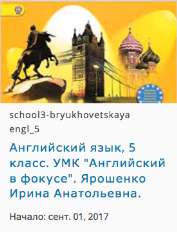 school3-bryukhovetskaya
engl_5
Английский язык, 5
класс. УМК "Английский
в фокусе". Ярошенко
Ирина Анатольевна.
Начало: сент. 01, 2017